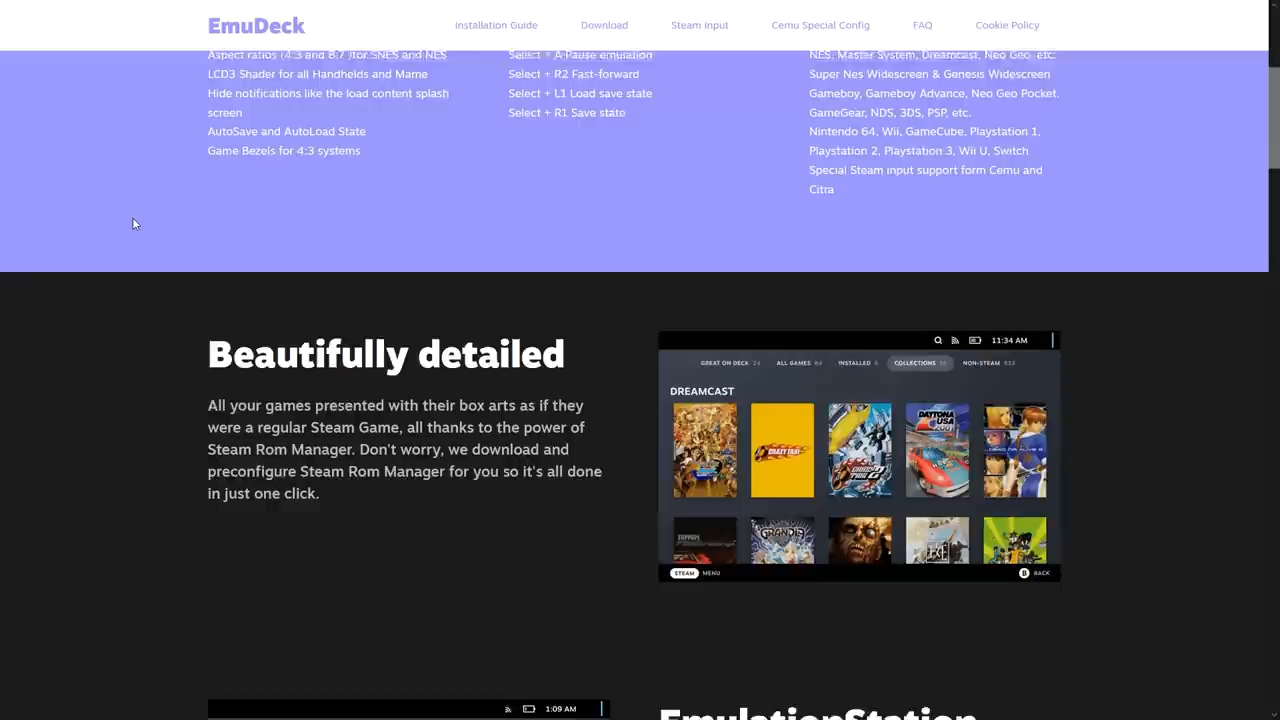 EmuDeck
Installation Guide
Download
Steam Input
Cemu Special Config
FAQ
Cookie Policy
Aspect ratios (4:3 and 8:7 )for SNES and NES
LCD3 Shader for all Handhelds and Mame
Hide notifications like the load content splash
screen
AutoSave and AutoLoad State
Game Bezels for 4:3 systems
Select + A Pause emulation
Select + R2 Fast-forward
Select + L1 Load save state
Select + R1 Save state
NES, Master System, Dreamcast, Neo Geo, etc.
Super Nes Widescreen & Genesis Widescreen
Gameboy, Gameboy Advance, Neo Geo Pocket,
GameGear, NDS, 3DS, PSP, etc.
Nintendo 64, Wii, GameCube, Playstation 1,
Playstation 2, Playstation 3, Wii U, Switch
Special Steam input support form Cemu and
Citra
Beautifully detailed
All your games presented with their box arts as if they
were a regular Steam Game, all thanks to the power of
Steam Rom Manager. Don't worry, we download and
preconfigure Steam Rom Manager for you so it's all done
in just one click.
11:34 AM
GREAT ON DECK
ALL GAMES
INSTALLED
COLLECTIONS
NON-STEAM
DREAMCAST
CRAZY TAXI
DAYTONA
USA
GRANDIA
STEAM MENU
B BACK
1:09 AM
EmulationStation